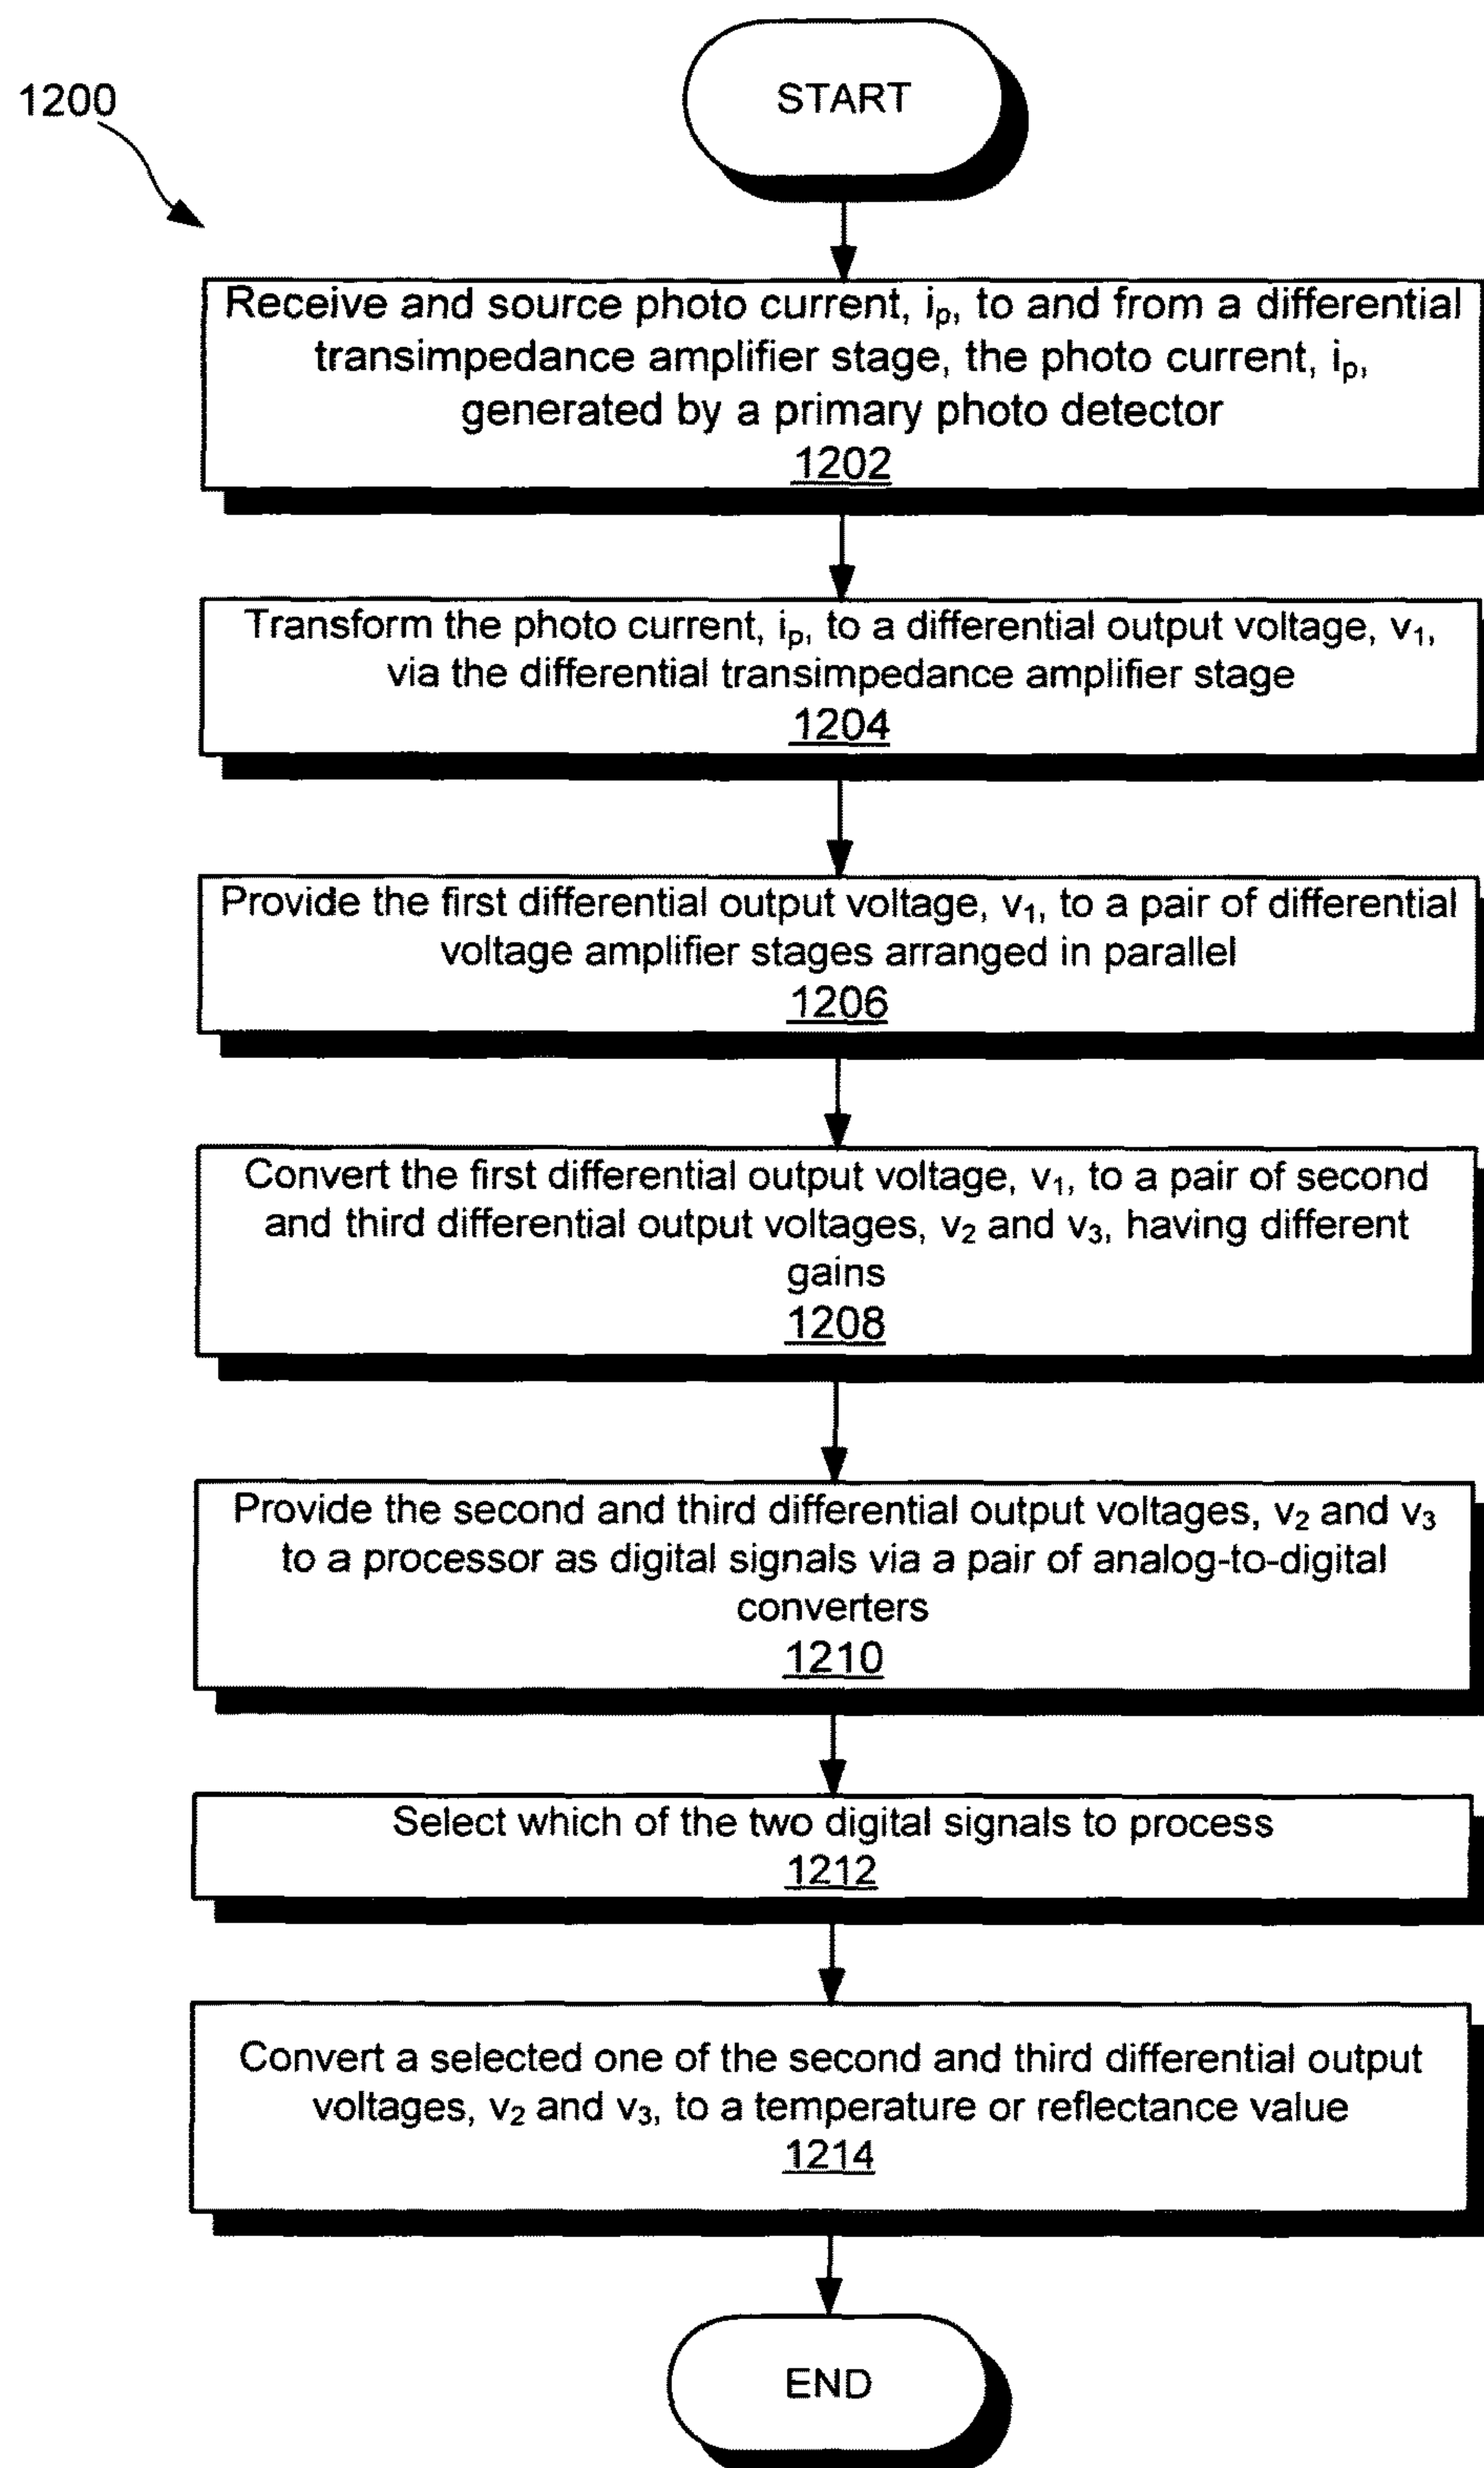 1200
START
Receive and source photo current, iₚ, to and from a differential
transimpedance amplifier stage, the photo current, iₚ,
generated by a primary photo detector
1202
Transform the photo current, iₚ, to a differential output voltage, v₁,
via the differential transimpedance amplifier stage
1204
Provide the first differential output voltage, v₁, to a pair of differential
voltage amplifier stages arranged in parallel
1206
Convert the first differential output voltage, v₁, to a pair of second
and third differential output voltages, v₂ and v₃, having different
gains
1208
Provide the second and third differential output voltages, v₂ and v₃
to a processor as digital signals via a pair of analog-to-digital
converters
1210
Select which of the two digital signals to process
1212
Convert a selected one of the second and third differential output
voltages, v₂ and v₃, to a temperature or reflectance value
1214
END